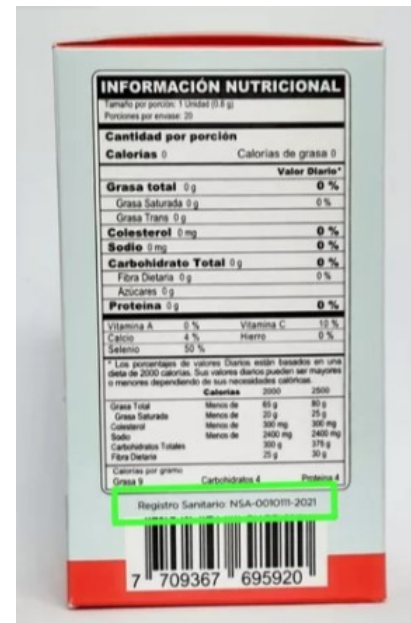 INFORMACIÓN NUTRICIONAL
Tamaño por porción: 1 Unidad (0.8 g)
Porciones por envase: 20
Cantidad por porción
Calorías 0 Calorías de grasa 0
Valor Diario*
Grasa total 0 g 0 %
Grasa Saturada 0 g 0 %
Grasa Trans 0 g
Colesterol 0 mg 0 %
Sodio 0 mg 0 %
Carbohidrato Total 0 g 0 %
Fibra Dietaria 0 g 0 %
Azúcares 0 g
Proteína 0 g 0 %
Vitamina A 0 % Vitamina C 10 %
Calcio 4 % Hierro 0 %
Selenio 50 %
* Los porcentajes de valores Diarios están basados en una
dieta de 2000 calorías. Sus valores diarios pueden ser mayores
o menores dependiendo de sus necesidades calóricas.
Calorías 2000 2500
Grasa Total Menos de 65 g 80 g
Grasa Saturada Menos de 20 g 25 g
Colesterol Menos de 300 mg 300 mg
Sodio Menos de 2400 mg 2400 mg
Carbohidratos Totales 300 g 375 g
Fibra Dietaria 25 g 30 g
Calorías por gramo
Grasa 9 Carbohidratos 4 Proteína 4
Registro Sanitario: NSA-0010111-2021
7 709367 695920